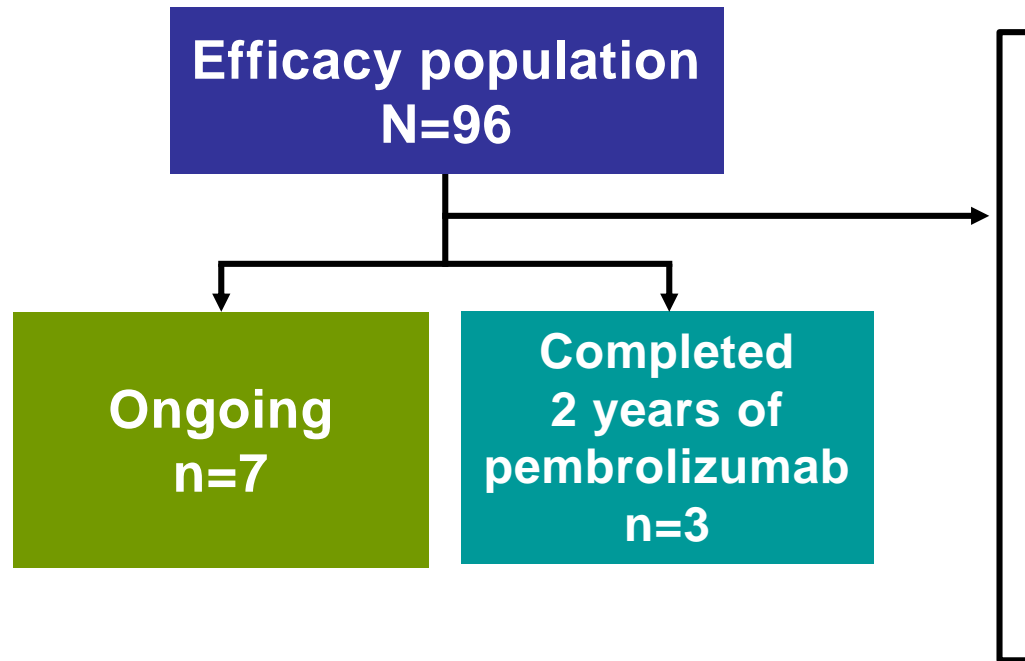 Efficacy population
N=96
Ongoing
n=7
Completed
2 years of
pembrolizumab
n=3